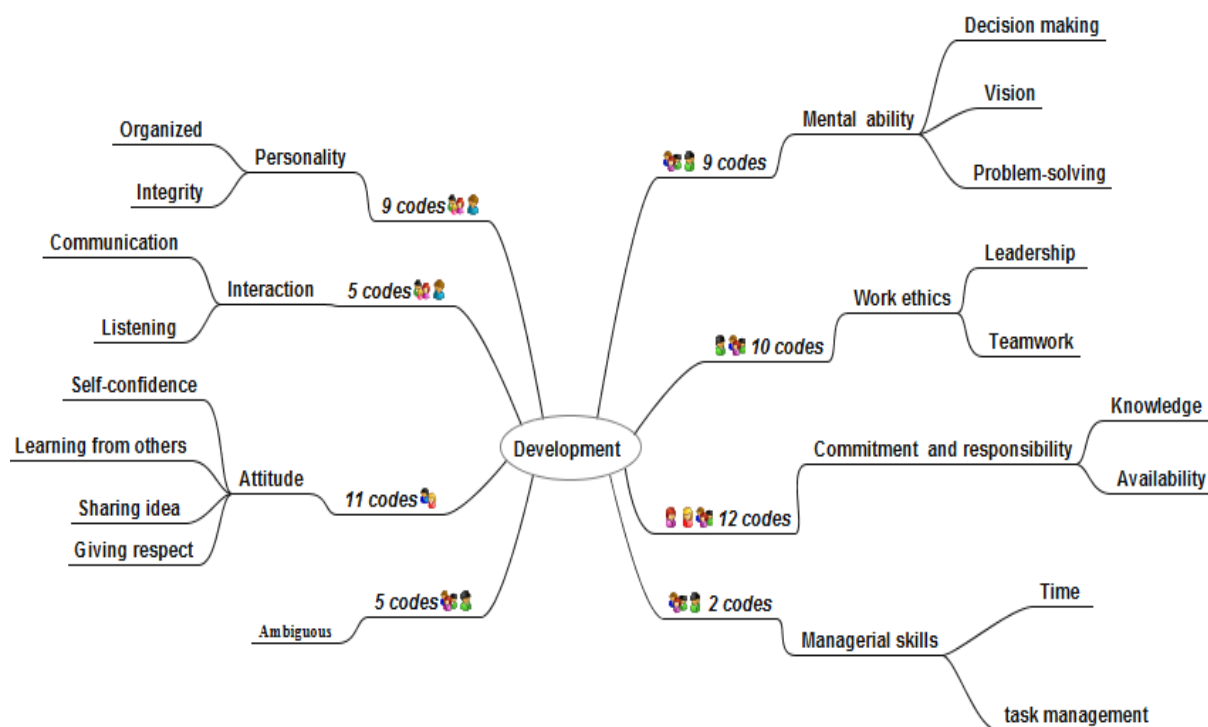 Development
Organized
Integrity
Personality
9 codes
Communication
Listening
Interaction
5 codes
Self-confidence
Learning from others
Sharing idea
Giving respect
Attitude
11 codes
Ambiguous
5 codes
9 codes
Mental ability
Decision making
Vision
Problem-solving
10 codes
Work ethics
Leadership
Teamwork
12 codes
Commitment and responsibility
Knowledge
Availability
2 codes
Managerial skills
Time
task management